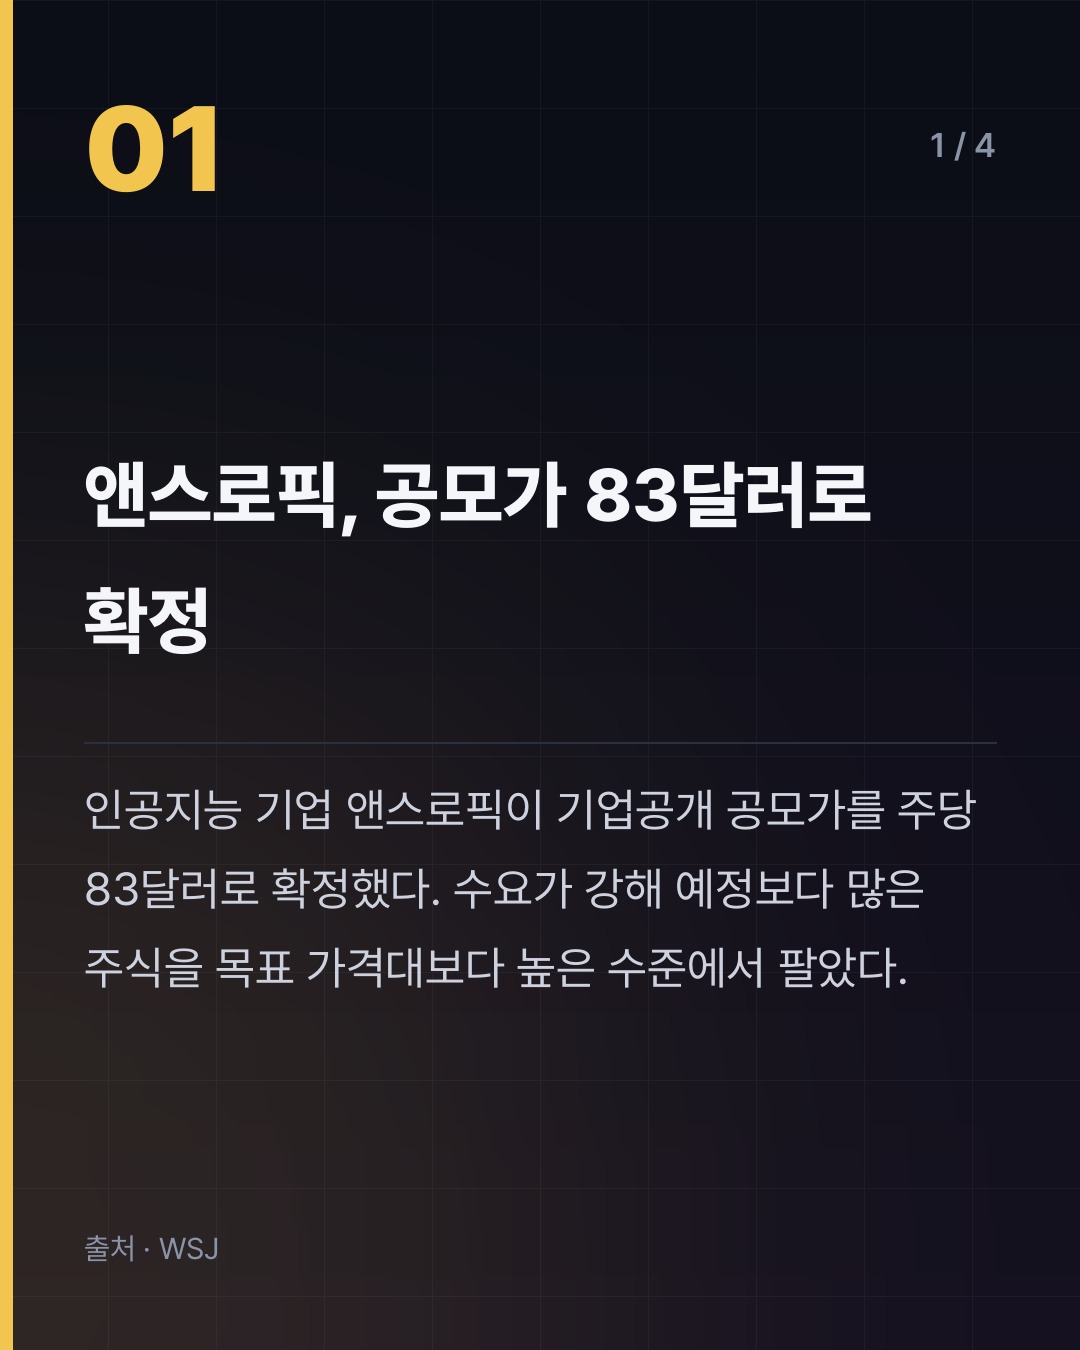 01
1 / 4
앤스로픽, 공모가 83달러로
확정
인공지능 기업 앤스로픽이 기업공개 공모가를 주당
83달러로 확정했다. 수요가 강해 예정보다 많은
주식을 목표 가격대보다 높은 수준에서 팔았다.
출처 · WSJ